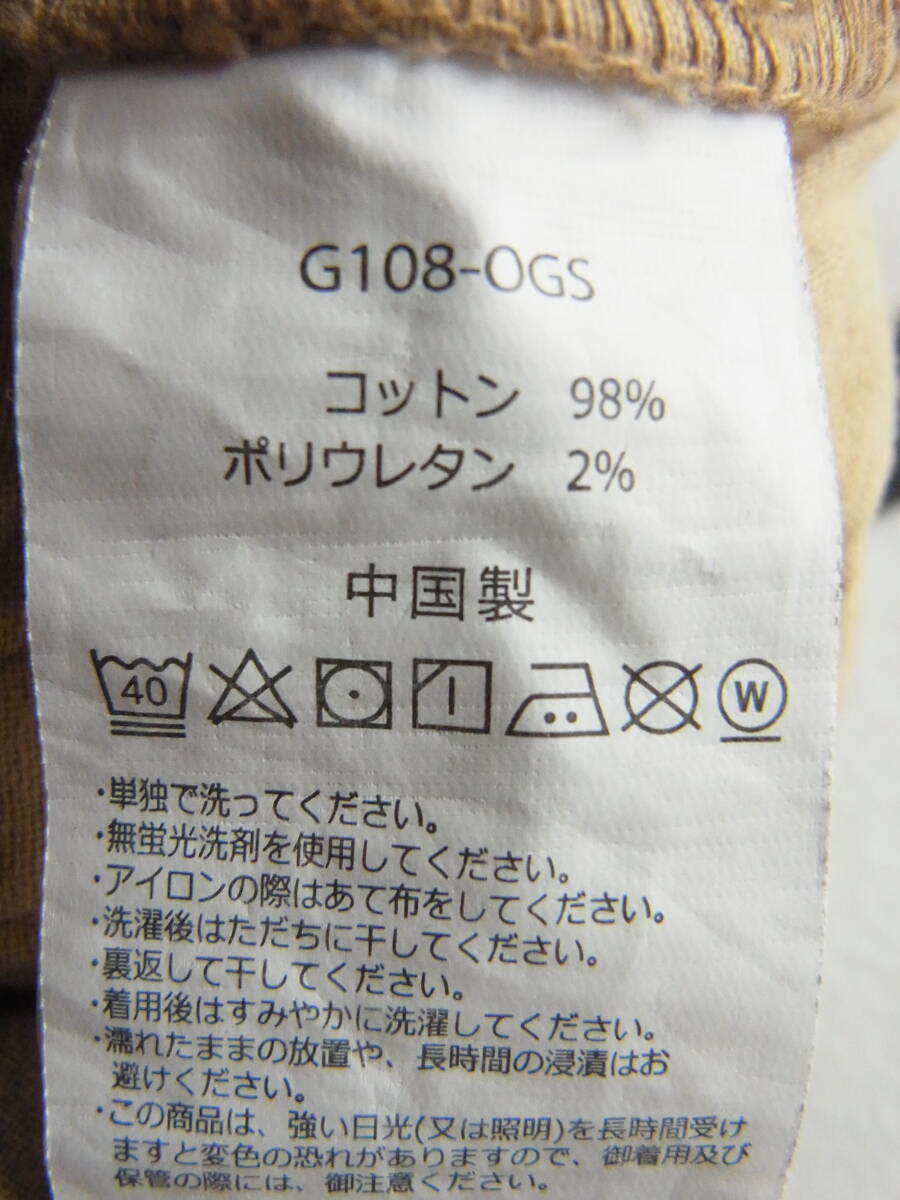 G108-OGS
コットン 98%
ポリウレタン 2%
中国製
40 W
・単独で洗ってください。
・無蛍光洗剤を使用してください。
・アイロンの際はあて布をしてください。
・洗濯後はただちに干してください。
・裏返して干してください。
・着用後はすみやかに洗濯してください。
・濡れたままの放置や、長時間の浸漬はお
避けください。
・この商品は、強い日光(又は照明)を長時間受け
ますと変色の恐れがありますので、御着用及び
保管の際には、御注意ください。